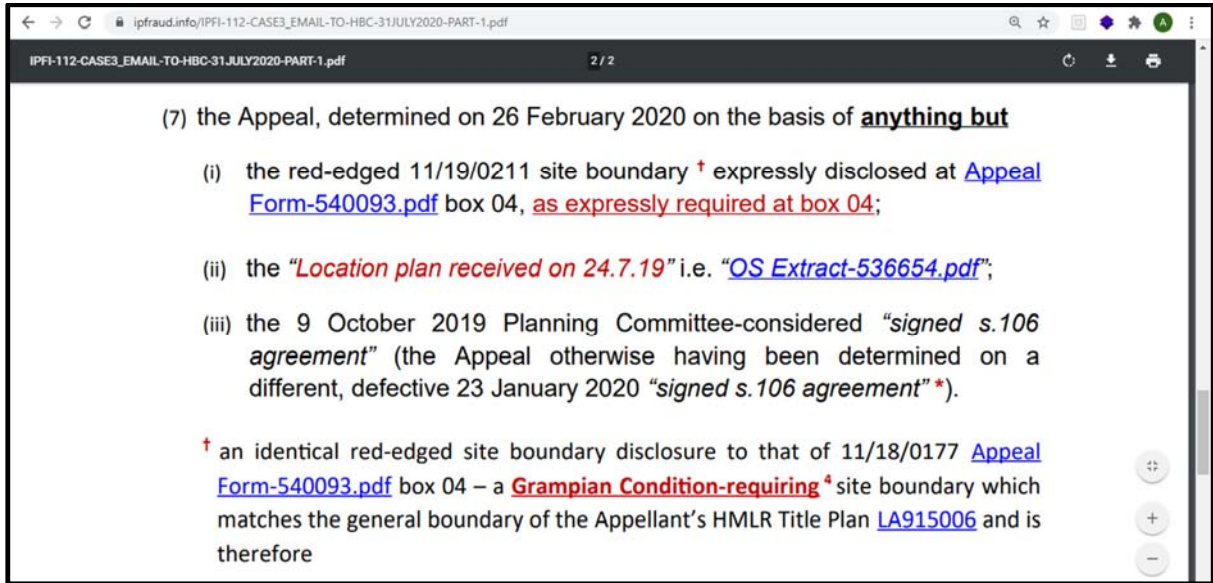 ipfraud.info/IPFI-112-CASE3_EMAIL-TO-HBC-31JULY2020-PART-1.pdf
A
IPFI-112-CASE3_EMAIL-TO-HBC-31JULY2020-PART-1.pdf
2 / 2
(7) the Appeal, determined on 26 February 2020 on the basis of anything but
(i) the red-edged 11/19/0211 site boundary † expressly disclosed at Appeal
Form-540093.pdf box 04, as expressly required at box 04;
(ii) the “Location plan received on 24.7.19” i.e. “OS Extract-536654.pdf”;
(iii) the 9 October 2019 Planning Committee-considered “signed s.106
agreement” (the Appeal otherwise having been determined on a
different, defective 23 January 2020 “signed s.106 agreement” *).
† an identical red-edged site boundary disclosure to that of 11/18/0177 Appeal
Form-540093.pdf box 04 – a Grampian Condition-requiring 4 site boundary which
matches the general boundary of the Appellant’s HMLR Title Plan LA915006 and is
therefore